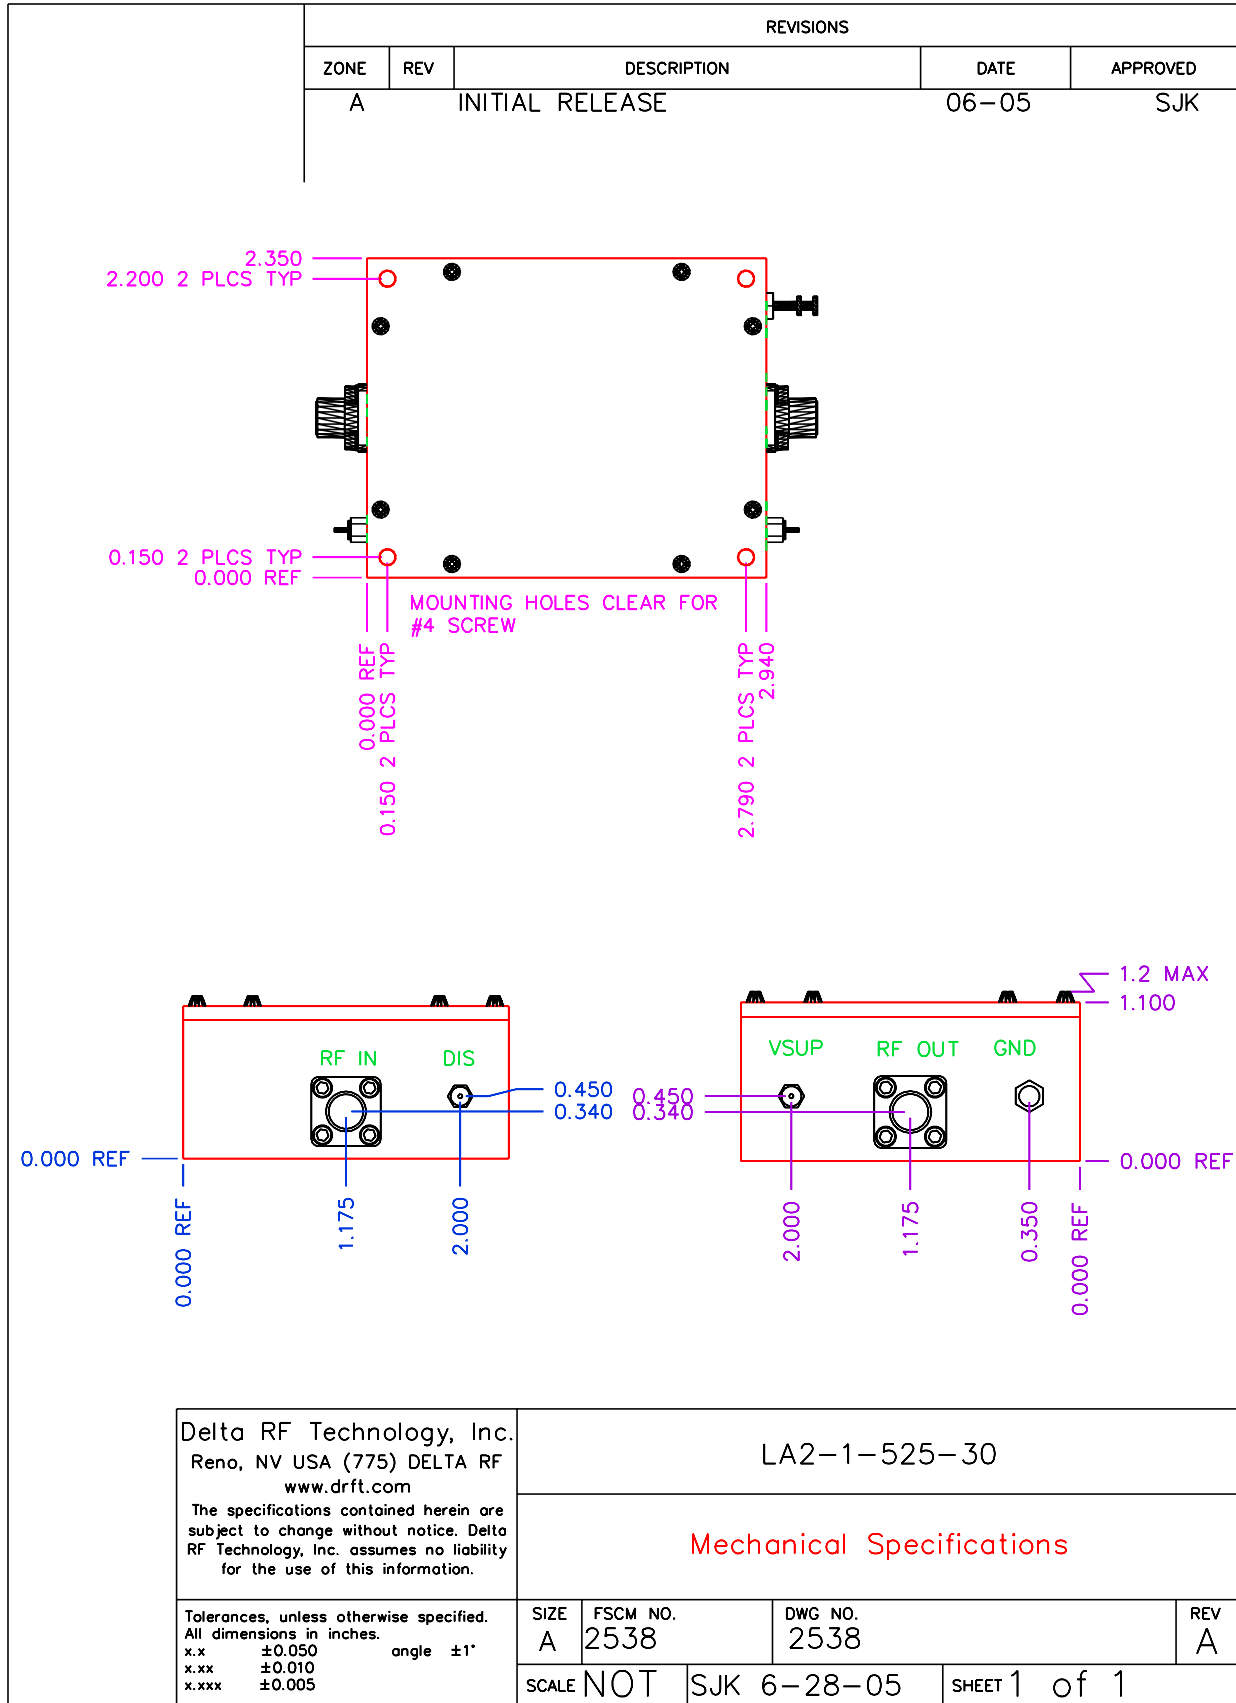 REVISIONS
ZONE REV DESCRIPTION DATE APPROVED
A INITIAL RELEASE 06-05 SJK
2.350
2.200 2 PLCS TYP
0.150 2 PLCS TYP
0.000 REF
MOUNTING HOLES CLEAR FOR
#4 SCREW
0.000 REF
0.150 2 PLCS TYP
2.790 2 PLCS TYP
2.940
1.2 MAX
1.100
RF IN DIS
VSUP RF OUT GND
0.450
0.340
0.450
0.340
0.000 REF
0.000 REF
0.000 REF
1.175
2.000
2.000
1.175
0.350
0.000 REF
Delta RF Technology, Inc.
Reno, NV USA (775) DELTA RF
www.drft.com
The specifications contained herein are
subject to change without notice. Delta
RF Technology, Inc. assumes no liability
for the use of this information.
LA2-1-525-30
Mechanical Specifications
Tolerances, unless otherwise specified.
All dimensions in inches.
x.x ±0.050 angle ±1°
x.xx ±0.010
x.xxx ±0.005
SIZE FSCM NO. DWG NO. REV
A 2538 2538 A
SCALE NOT SJK 6-28-05 SHEET 1 of 1